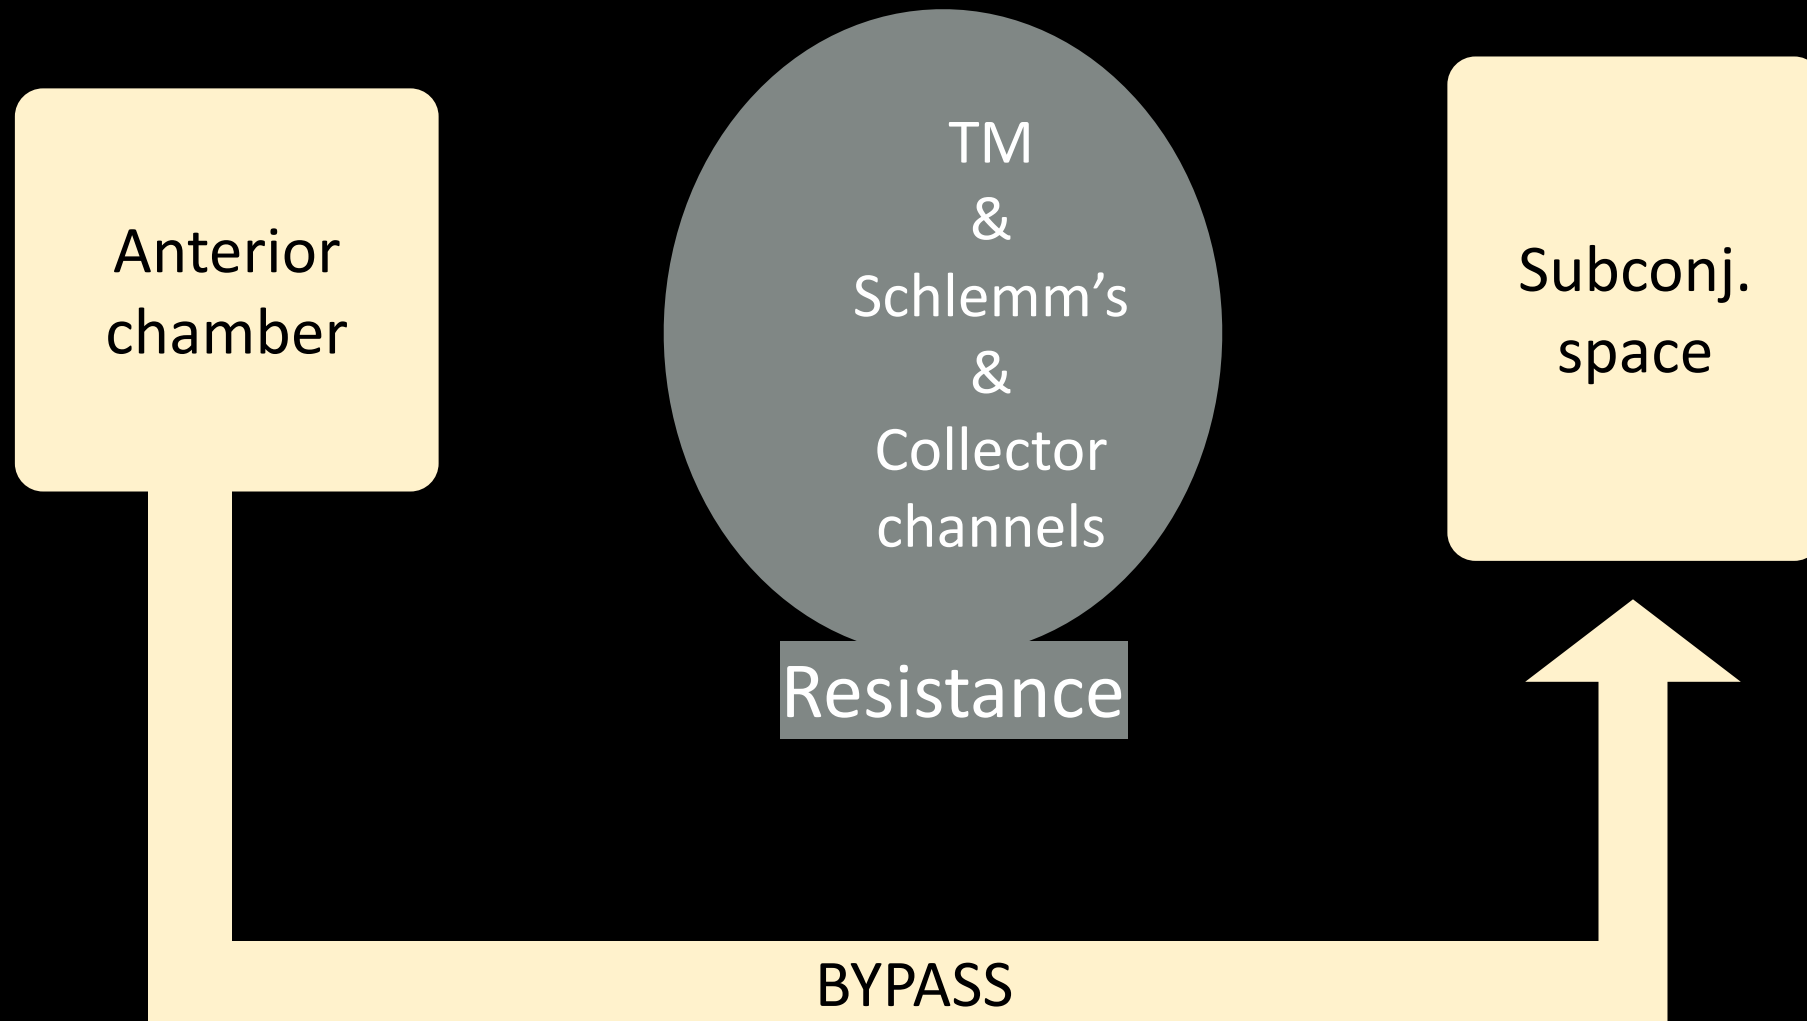 Anterior
chamber
TM
&
Schlemm’s
&
Collector
channels
Resistance
Subconj.
space
BYPASS